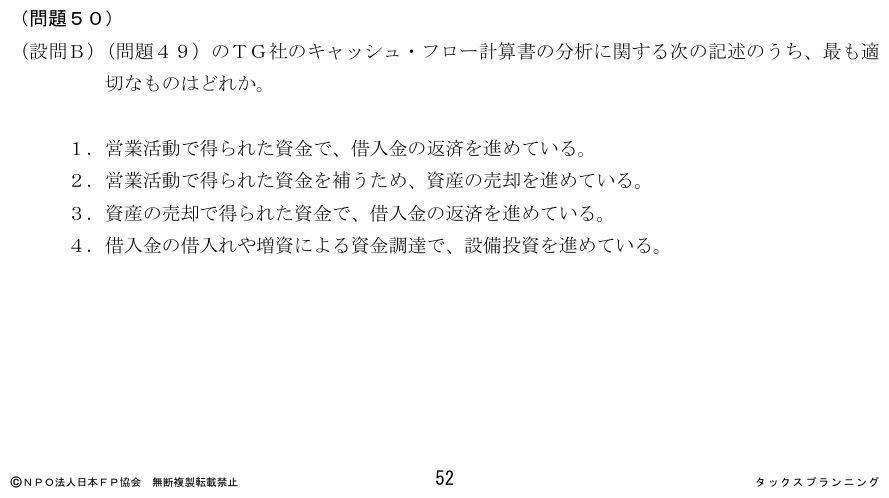 （問題５０）
（設問Ｂ）（問題４９）のＴＧ社のキャッシュ・フロー計算書の分析に関する次の記述のうち、最も適
切なものはどれか。
１．営業活動で得られた資金で、借入金の返済を進めている。
２．営業活動で得られた資金を補うため、資産の売却を進めている。
３．資産の売却で得られた資金で、借入金の返済を進めている。
４．借入金の借入れや増資による資金調達で、設備投資を進めている。
©ＮＰＯ法人日本ＦＰ協会　無断複製転載禁止
52
タックスプランニング